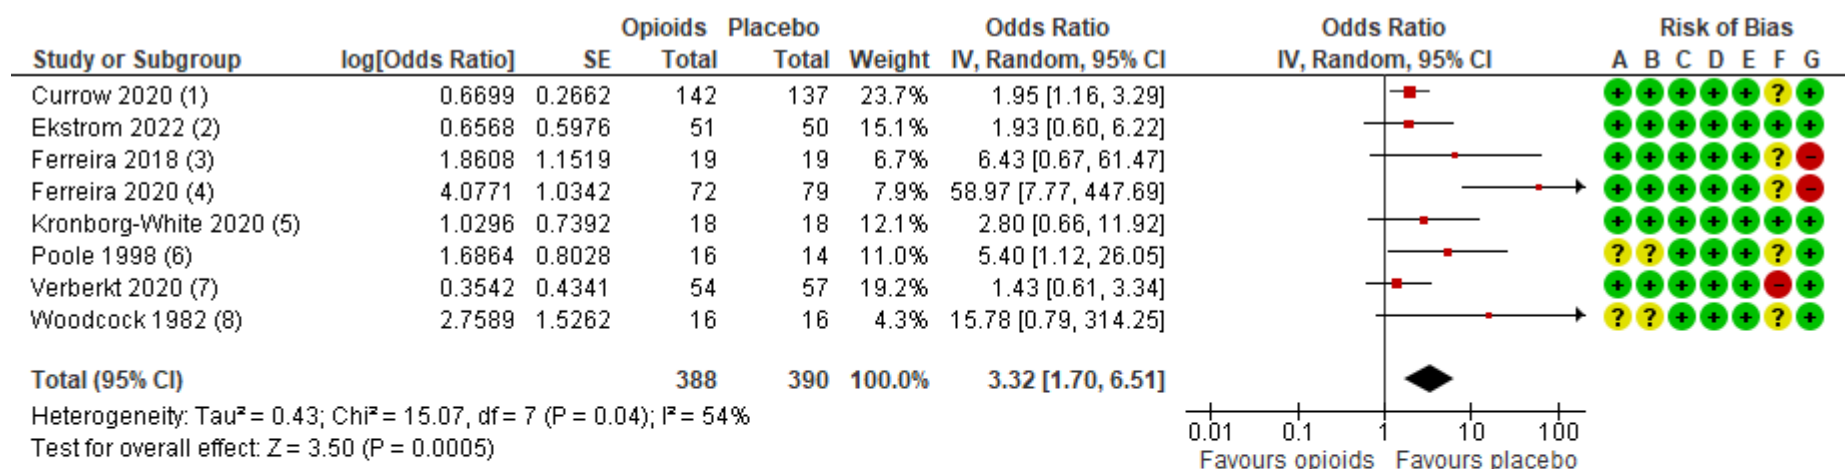 Opioids Placebo Odds Ratio Odds Ratio Risk of Bias
Study or Subgroup log[Odds Ratio] SE Total Total Weight IV, Random, 95% CI IV, Random, 95% CI A B C D E F G
Currow 2020 (1) 0.6699 0.2662 142 137 23.7% 1.95 [1.16, 3.29] + + + + + ? +
Ekstrom 2022 (2) 0.6568 0.5976 51 50 15.1% 1.93 [0.60, 6.22] + + + + + + +
Ferreira 2018 (3) 1.8608 1.1519 19 19 6.7% 6.43 [0.67, 61.47] + + + + + ? -
Ferreira 2020 (4) 4.0771 1.0342 72 79 7.9% 58.97 [7.77, 447.69] + + + + + ? -
Kronborg-White 2020 (5) 1.0296 0.7392 18 18 12.1% 2.80 [0.66, 11.92] + + + + + + +
Poole 1998 (6) 1.6864 0.8028 16 14 11.0% 5.40 [1.12, 26.05] ? ? + + + ? +
Verberkt 2020 (7) 0.3542 0.4341 54 57 19.2% 1.43 [0.61, 3.34] + + + + + - +
Woodcock 1982 (8) 2.7589 1.5262 16 16 4.3% 15.78 [0.79, 314.25] ? ? + + + ? +
Total (95% CI) 388 390 100.0% 3.32 [1.70, 6.51]
Heterogeneity: Tau² = 0.43; Chi² = 15.07, df = 7 (P = 0.04); I² = 54%
Test for overall effect: Z = 3.50 (P = 0.0005)
0.01 0.1 1 10 100
Favours opioids Favours placebo